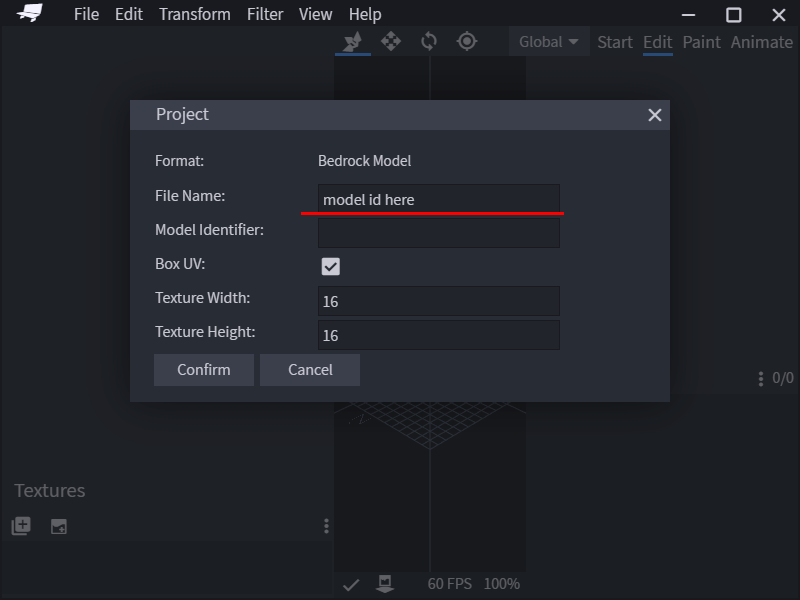 File Edit Transform Filter View Help
Global Start Edit Paint Animate
Project
Format: Bedrock Model
File Name: model id here
Model Identifier:
Box UV:
Texture Width: 16
Texture Height: 16
Confirm Cancel
0/0
Textures
60 FPS 100%